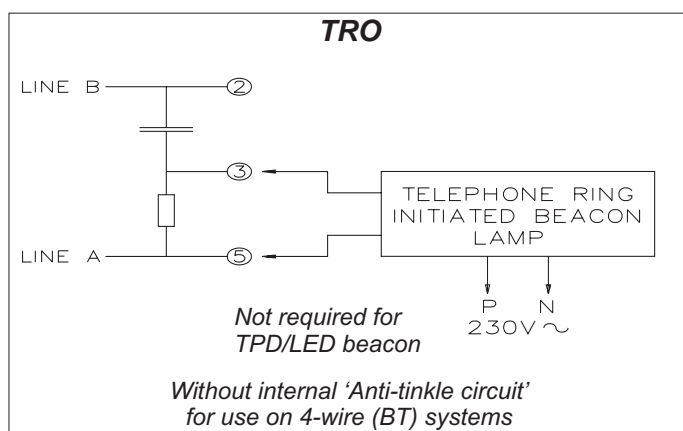 TRO
LINE B
2
3
TELEPHONE RING
INITIATED BEACON
LAMP
LINE A
5
P N
230V ~
Not required for
TPD/LED beacon
Without internal ‘Anti-tinkle circuit’
for use on 4-wire (BT) systems